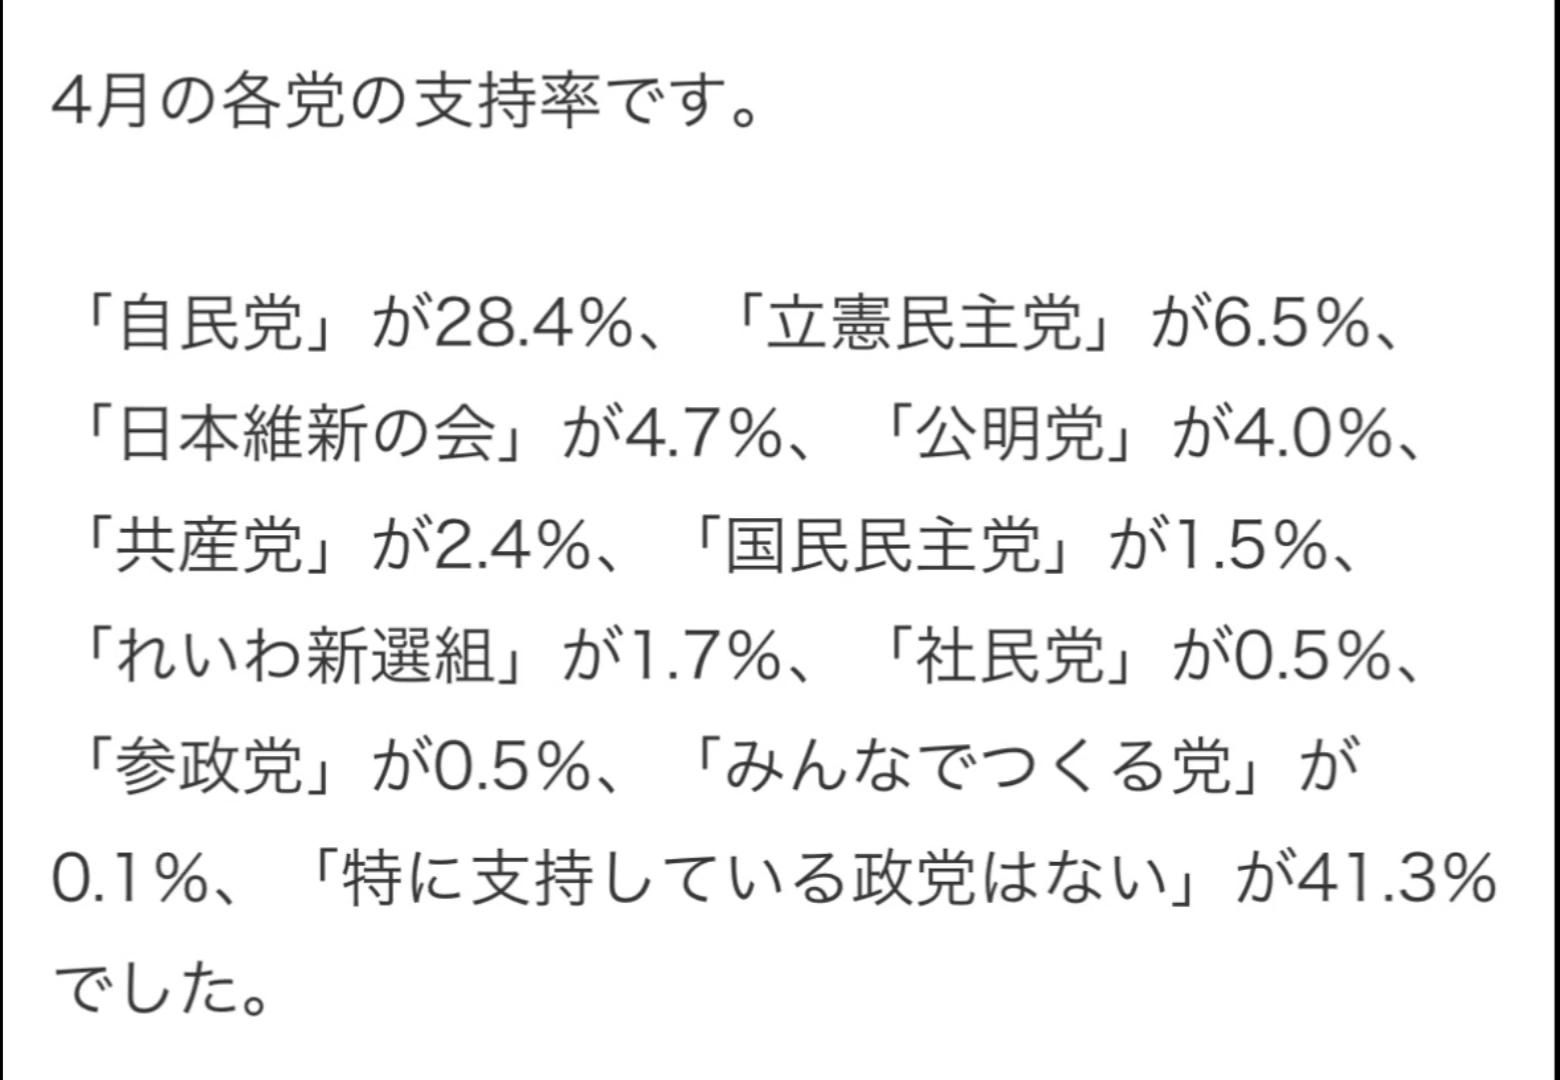 4月の各党の支持率です。
「自民党」が28.4%、「立憲民主党」が6.5%、
「日本維新の会」が4.7%、「公明党」が4.0%、
「共産党」が2.4%、「国民民主党」が1.5%、
「れいわ新選組」が1.7%、「社民党」が0.5%、
「参政党」が0.5%、「みんなでつくる党」が
0.1%、「特に支持している政党はない」が41.3%
でした。